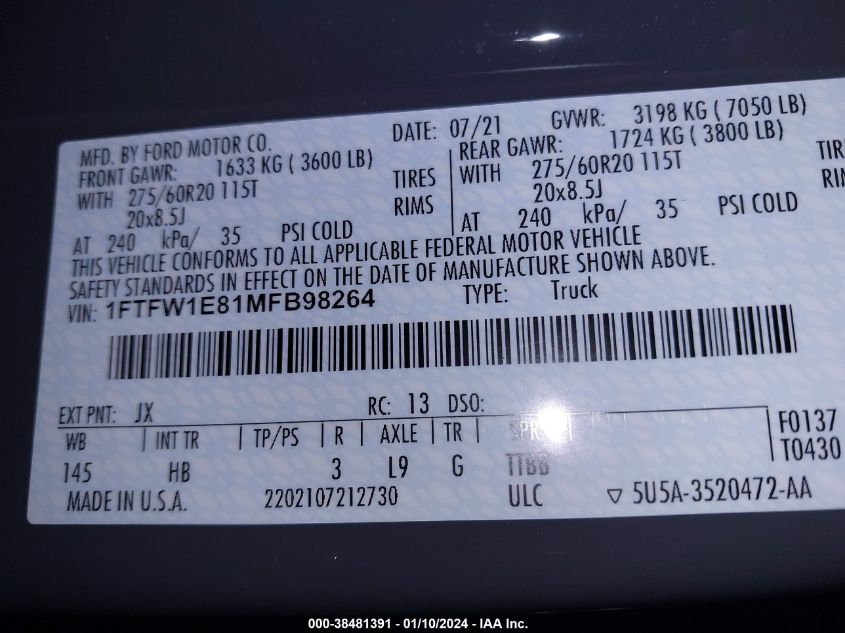 MFD. BY FORD MOTOR CO. DATE: 07/21 GVWR: 3198 KG ( 7050 LB)
FRONT GAWR: 1633 KG ( 3600 LB) REAR GAWR: 1724 KG ( 3800 LB)
WITH 275/60R20 115T TIRES WITH 275/60R20 115T TIR
20x8.5J RIMS 20x8.5J RIM
AT 240 kPa/ 35 PSI COLD AT 240 kPa/ 35 PSI COLD
THIS VEHICLE CONFORMS TO ALL APPLICABLE FEDERAL MOTOR VEHICLE
SAFETY STANDARDS IN EFFECT ON THE DATE OF MANUFACTURE SHOWN ABOVE.
VIN: 1FTFW1E81MFB98264 TYPE: Truck
EXT PNT: JX RC: 13 DSO:
WB INT TR TP/PS R AXLE TR SPR F0137
145 HB 3 L9 G TTBB T0430
MADE IN U.S.A. 2202107212730 ULC ▽ 5U5A-3520472-AA
000-38481391 - 01/10/2024 - IAA Inc.